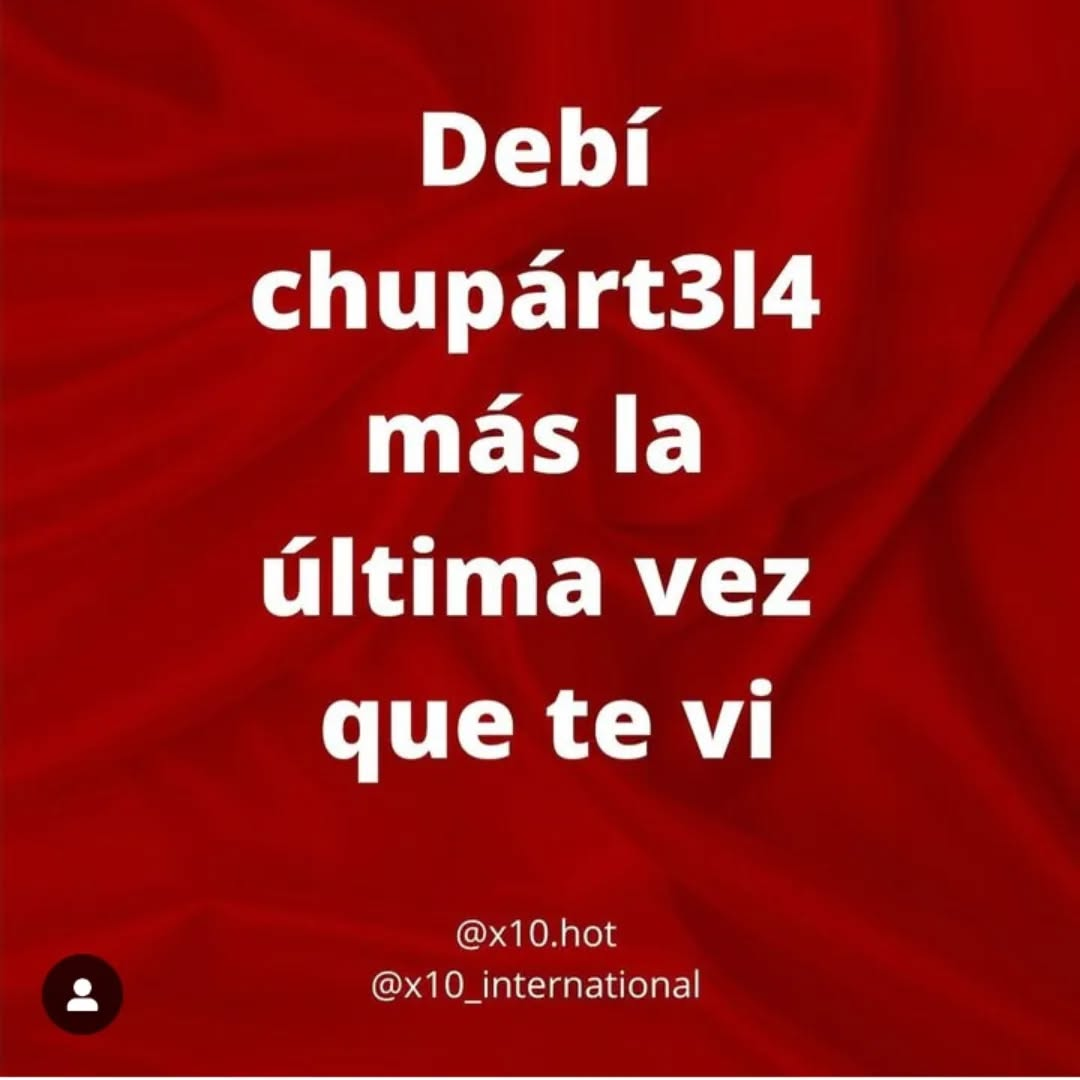 Debí
chupárt3l4
más la
última vez
que te vi
@x10.hot
@x10_international